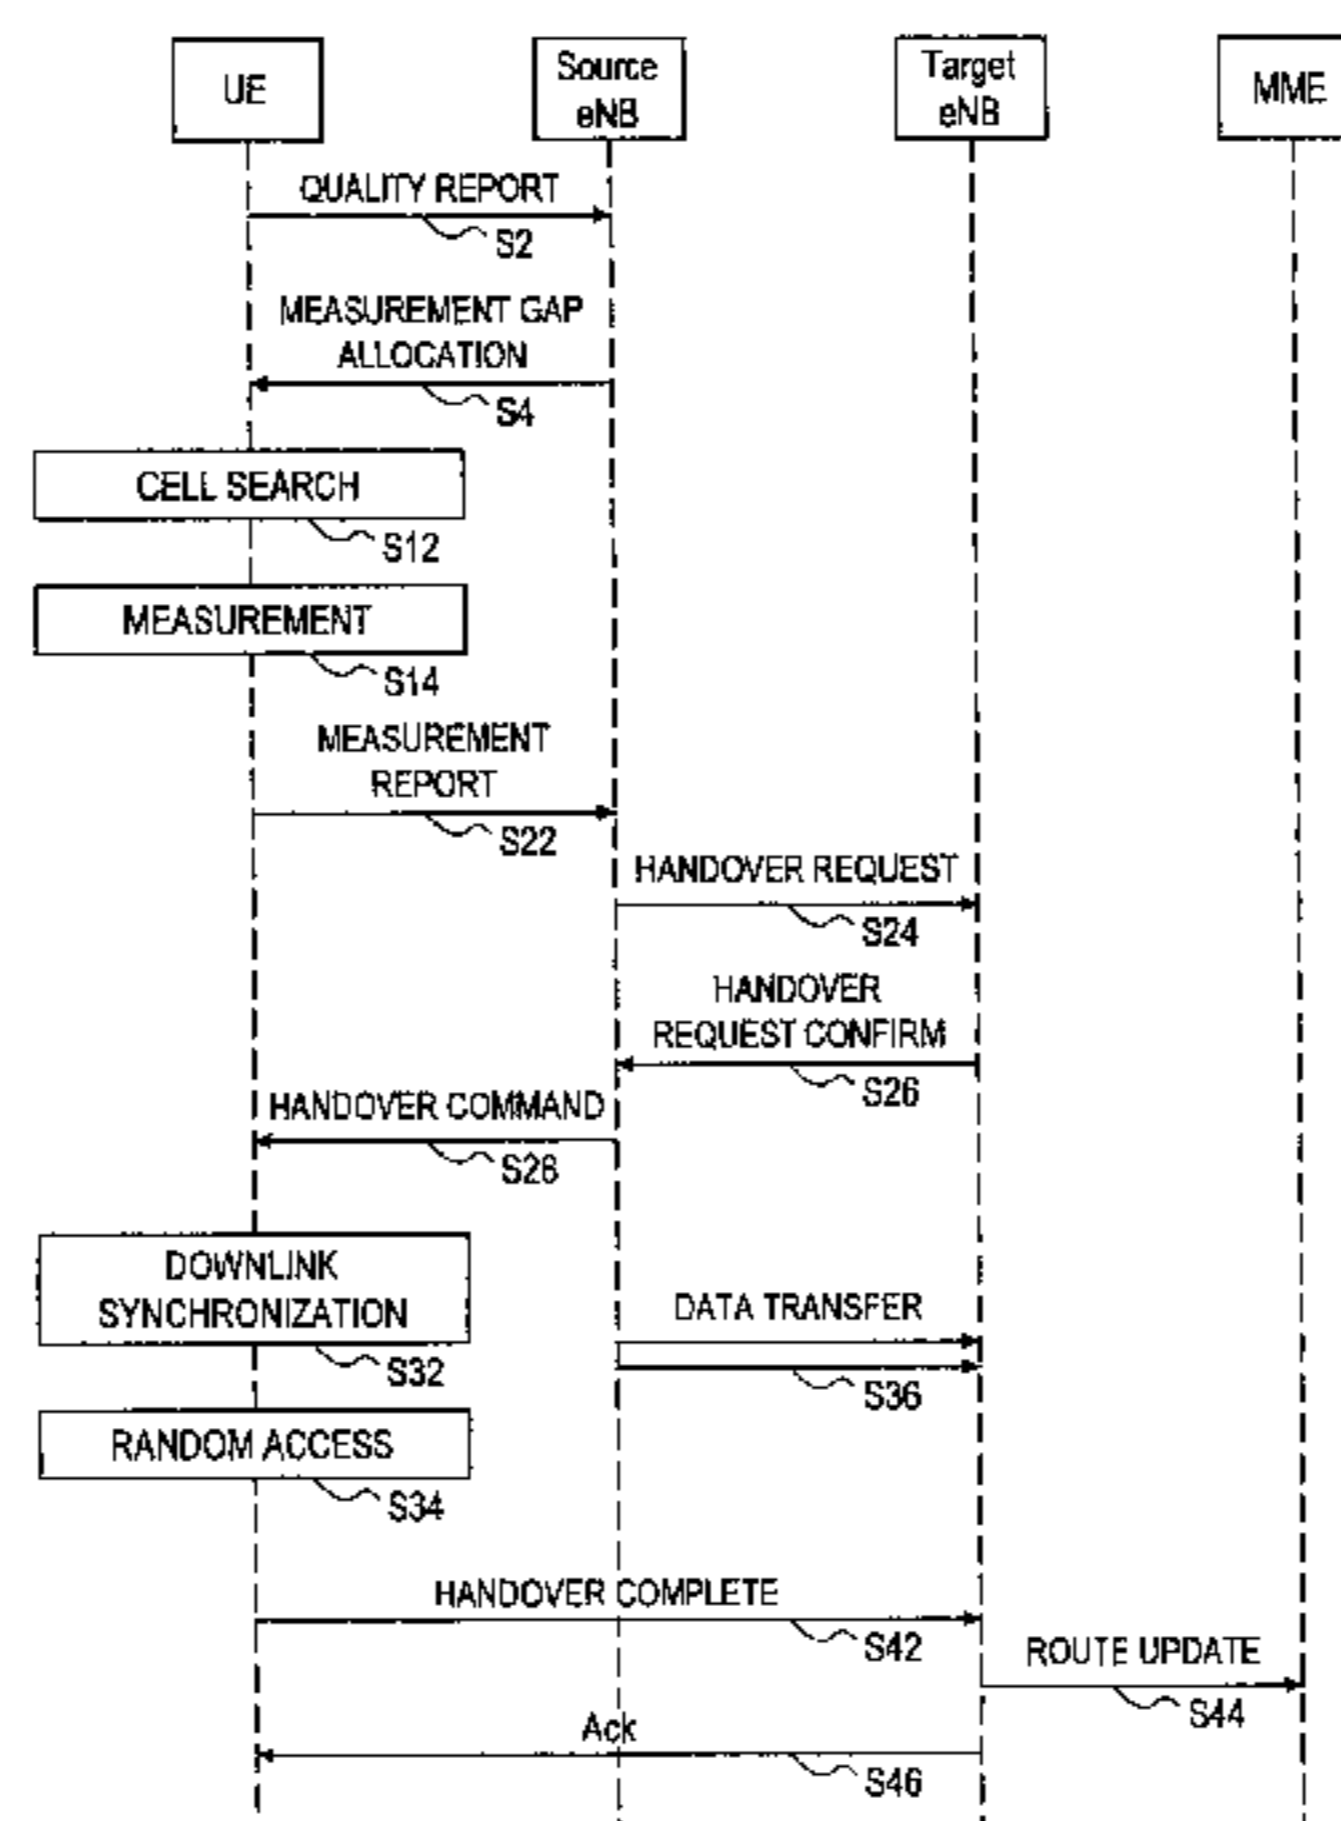 UE
Source
eNB
Target
eNB
MME
QUALITY REPORT
S2
MEASUREMENT GAP
ALLOCATION
S4
CELL SEARCH
S12
MEASUREMENT
S14
MEASUREMENT
REPORT
S22
HANDOVER REQUEST
S24
HANDOVER
REQUEST CONFIRM
S26
HANDOVER COMMAND
S28
DOWNLINK
SYNCHRONIZATION
S32
DATA TRANSFER
S36
RANDOM ACCESS
S34
HANDOVER COMPLETE
S42
ROUTE UPDATE
S44
Ack
S46